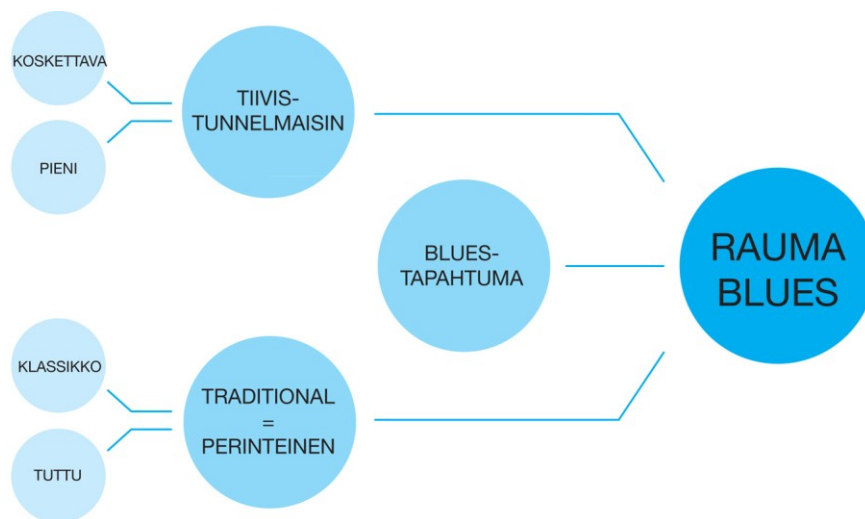 KOSKETTAVA
PIENI
TIIVIS-
TUNNELMAISIN
BLUES-
TAPAHTUMA
RAUMA
BLUES
KLASSIKKO
TUTTU
TRADITIONAL
=
PERINTEINEN